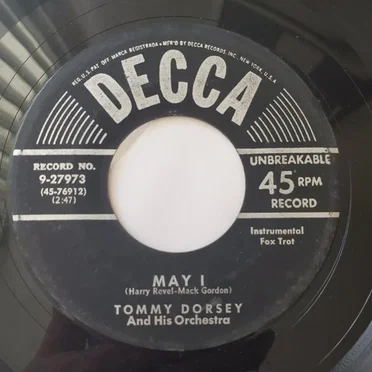 REG. U.S. PAT. OFF. MARCA REGISTRADA • MF'D BY DECCA RECORDS, INC., NEW YORK, U.S.A.
DECCA
RECORD NO.
9-27973
(45-76912)
(2:47)
UNBREAKABLE
45 RPM
RECORD
Instrumental
Fox Trot
MAY I
(Harry Revel-Mack Gordon)
TOMMY DORSEY
And His Orchestra